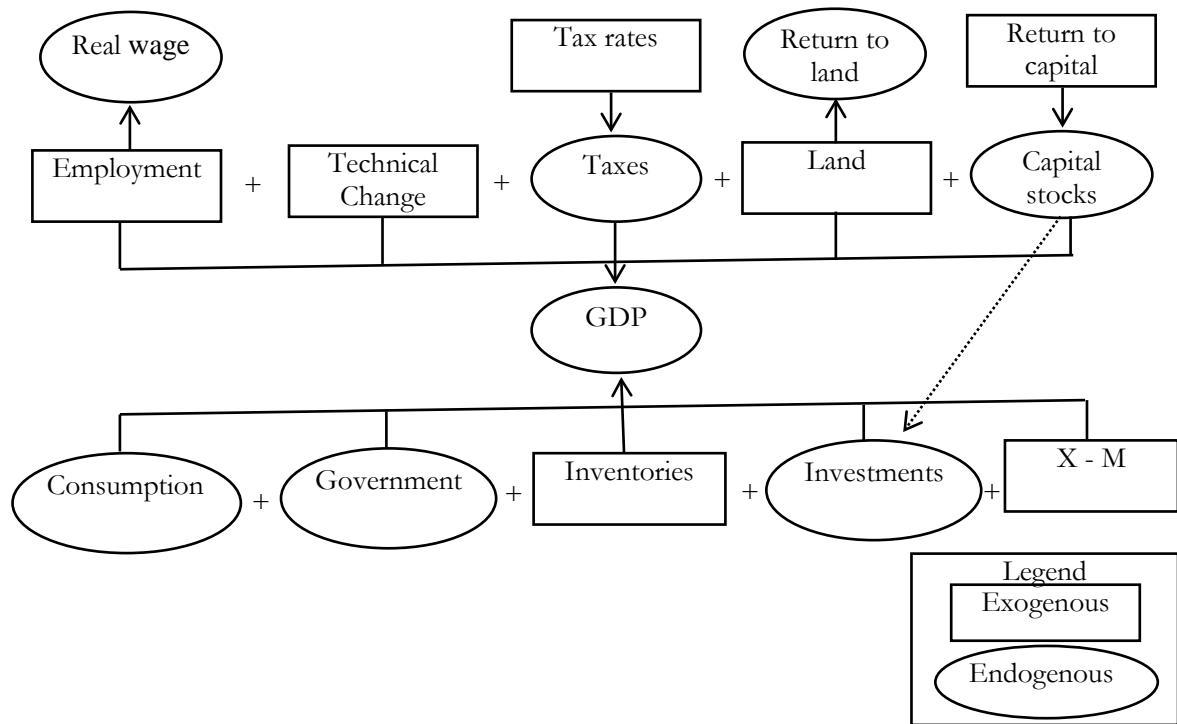 Real wage
Tax rates
Return to
land
Return to
capital
Employment
+
Technical
Change
+
Taxes
+
Land
+
Capital
stocks
GDP
Consumption
+
Government
+
Inventories
+
Investments
+
X - M
Legend
Exogenous
Endogenous